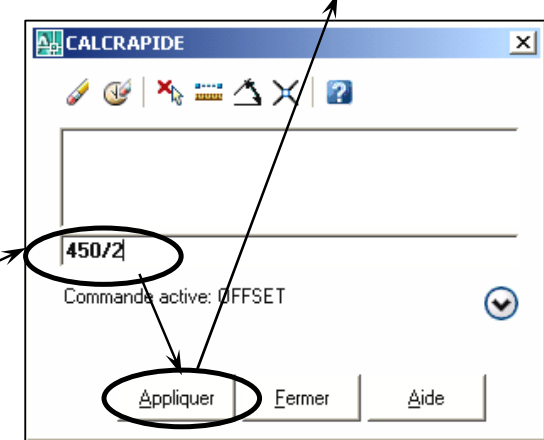 CALCRAPIDE
450/2
Commande active: OFFSET
Appliquer Fermer Aide